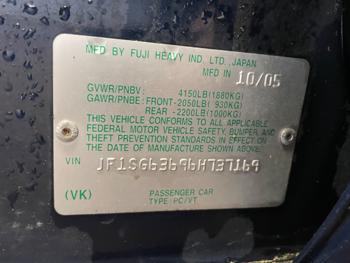 MFD BY FUJI HEAVY IND. LTD., JAPAN
MFD IN 10/05
GVWR/PNBV: 4150LB(1880KG)
GAWR/PNBE: FRONT-2050LB( 930KG)
REAR -2200LB(1000KG)
THIS VEHICLE CONFORMS TO ALL APPLICABLE
FEDERAL MOTOR VEHICLE SAFETY, BUMPER, AND
THEFT PREVENTION STANDARDS IN EFFECT ON THE
DATE OF MANUFACTURE SHOWN ABOVE.
VIN JF1SG63696H737169
(VK) PASSENGER CAR
TYPE: PC/VT